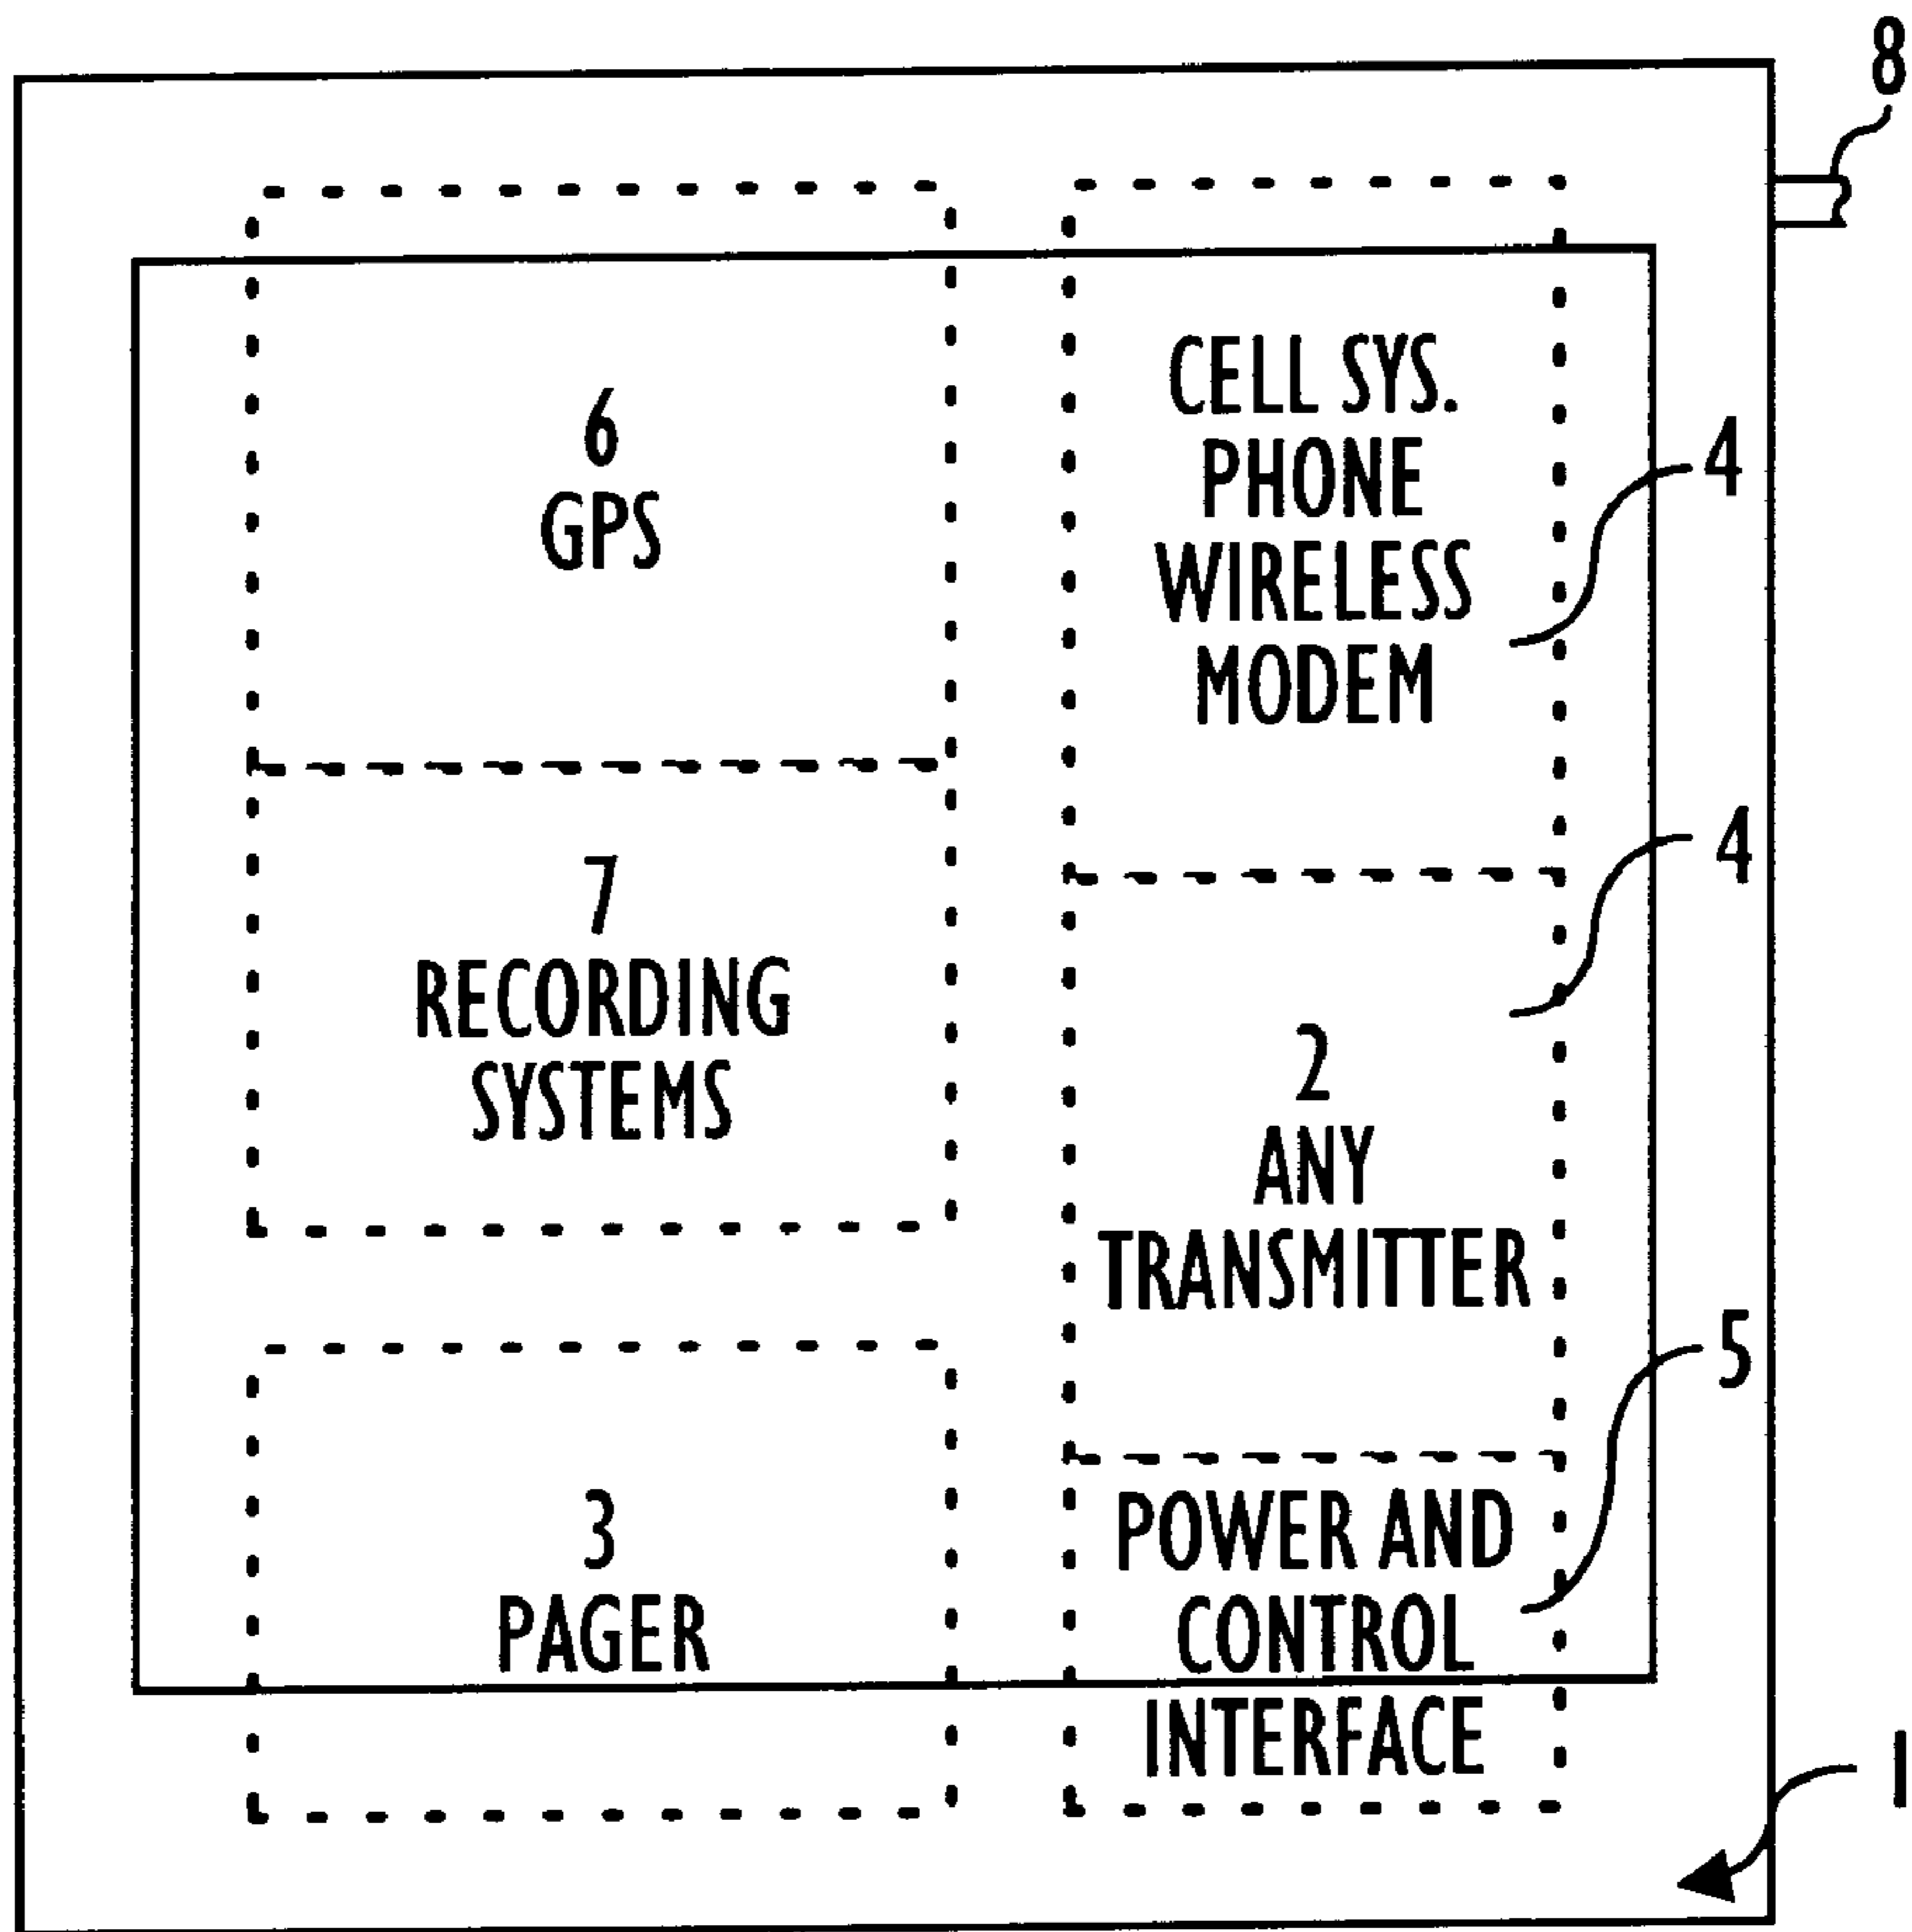 8
6
GPS
CELL SYS.
PHONE
WIRELESS
MODEM
4
7
RECORDING
SYSTEMS
4
2
ANY
TRANSMITTER
3
PAGER
POWER AND
CONTROL
INTERFACE
5
1